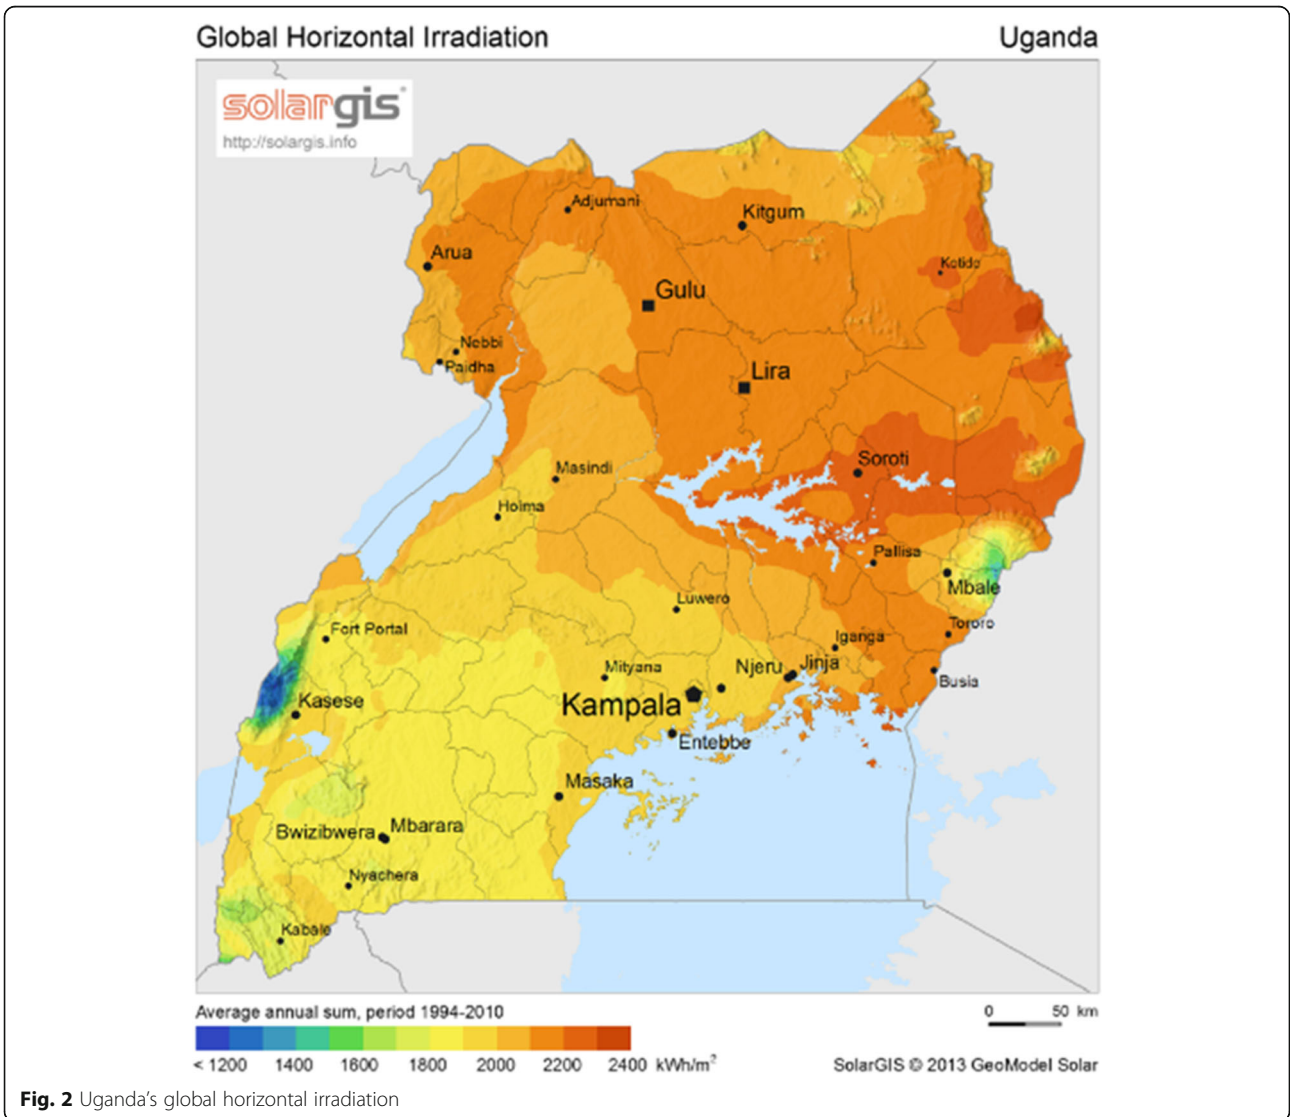 Global Horizontal Irradiation
Uganda
solargis
http://solargis.info
Adjumani
Kitgum
Arua
Kotido
Gulu
Nebbi
Paidha
Lira
Soroti
Masindi
Hoima
Pallisa
Mbale
Luwero
Tororo
Fort Portal
Iganga
Mityana
Njeru
Jinja
Busia
Kasese
Kampala
Entebbe
Masaka
Bwizibwera
Mbarara
Nyachera
Kabale
Average annual sum, period 1994-2010
0 50 km
< 1200 1400 1600 1800 2000 2200 2400 kWh/m²
SolarGIS © 2013 GeoModel Solar
Fig. 2 Uganda's global horizontal irradiation